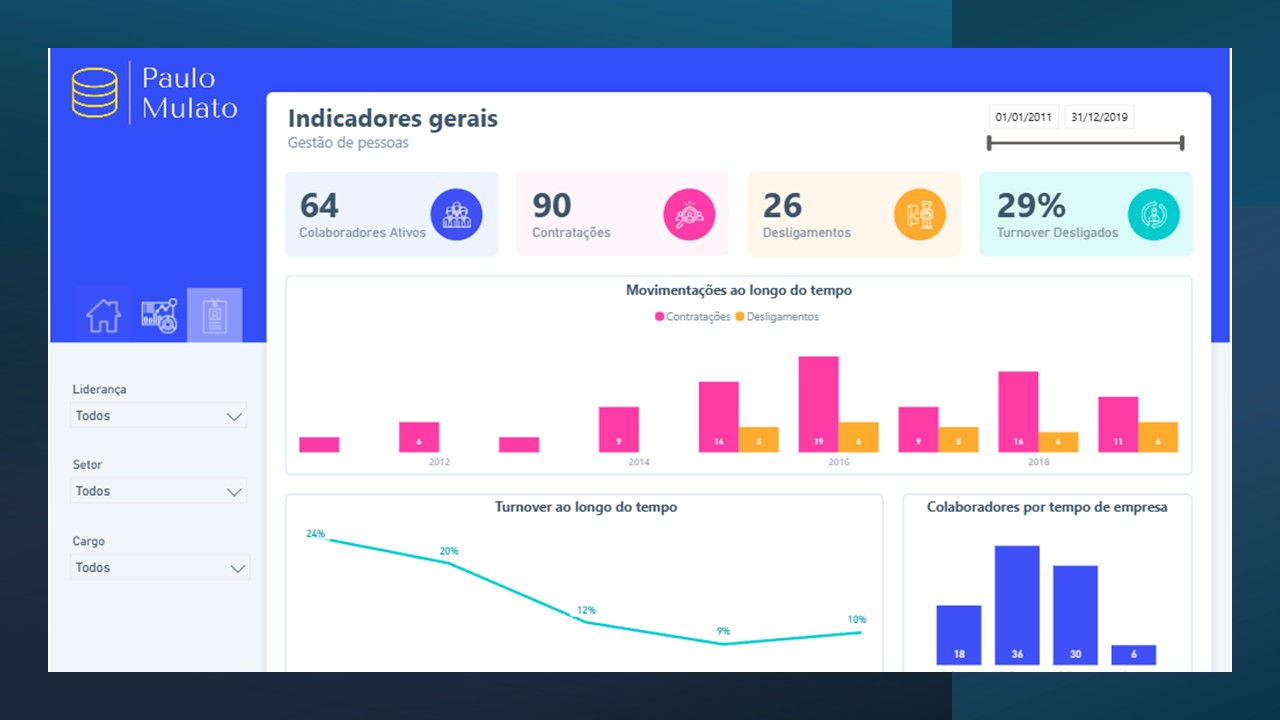 Paulo
Mulato
Indicadores gerais
Gestão de pessoas
01/01/2011 31/12/2019
64
Colaboradores Ativos
90
Contratações
26
Desligamentos
29%
Turnover Desligados
Movimentações ao longo do tempo
Contratações Desligamentos
6 9 14 5 19 6 9 5 16 4 11 6
2012 2014 2016 2018
Liderança
Todos
Setor
Todos
Cargo
Todos
Turnover ao longo do tempo
24% 20% 12% 9% 10%
Colaboradores por tempo de empresa
18 36 30 6